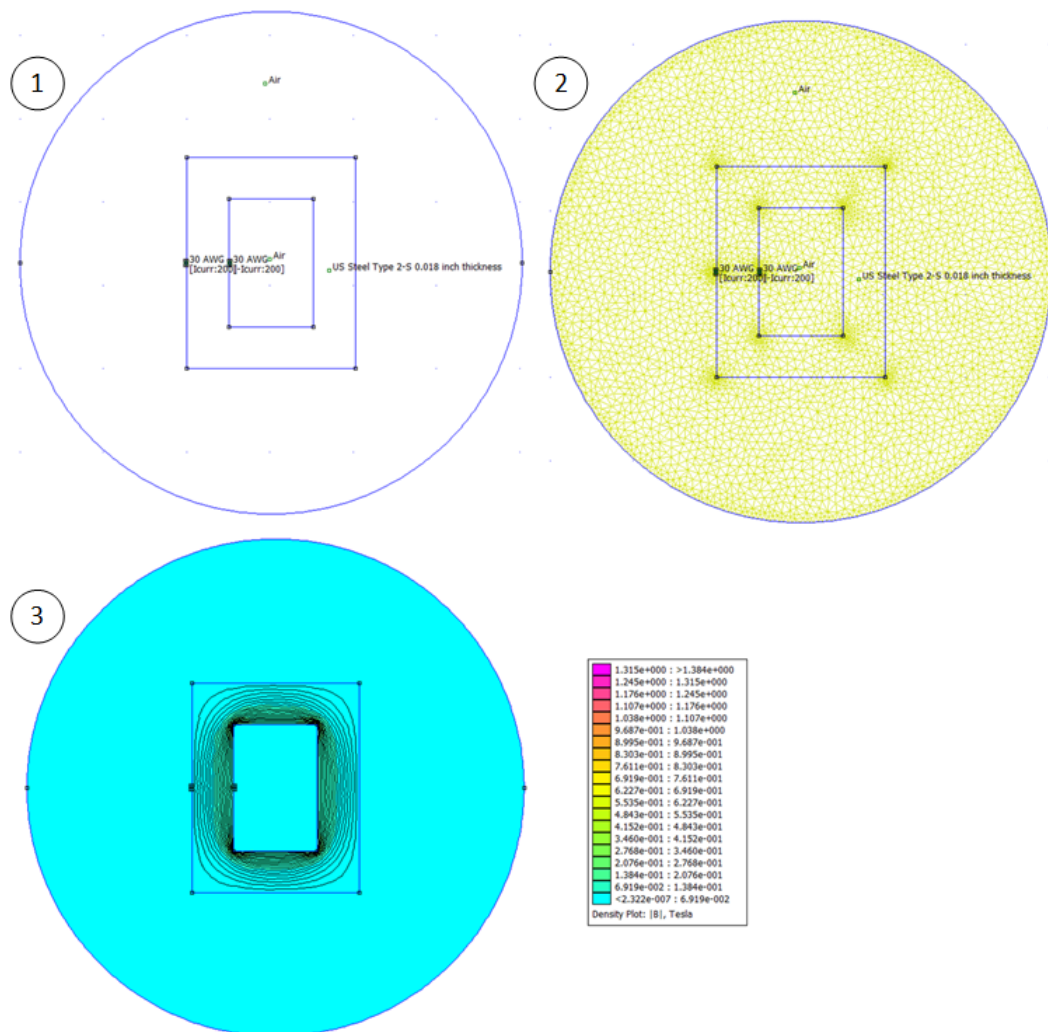 1
Air
30 AWG
30 AWG
Air
[Icurr:200]
[-Icurr:200]
US Steel Type 2-S 0.018 inch thickness
2
Air
30 AWG
30 AWG
Air
[Icurr:200]
[-Icurr:200]
US Steel Type 2-S 0.018 inch thickness
3
1.315e+000 : >1.384e+000
1.245e+000 : 1.315e+000
1.176e+000 : 1.245e+000
1.107e+000 : 1.176e+000
1.038e+000 : 1.107e+000
9.687e-001 : 1.038e+000
8.995e-001 : 9.687e-001
8.303e-001 : 8.995e-001
7.611e-001 : 8.303e-001
6.919e-001 : 7.611e-001
6.227e-001 : 6.919e-001
5.535e-001 : 6.227e-001
4.843e-001 : 5.535e-001
4.152e-001 : 4.843e-001
3.460e-001 : 4.152e-001
2.768e-001 : 3.460e-001
2.076e-001 : 2.768e-001
1.384e-001 : 2.076e-001
6.919e-002 : 1.384e-001
<2.322e-007 : 6.919e-002
Density Plot: |B|, Tesla